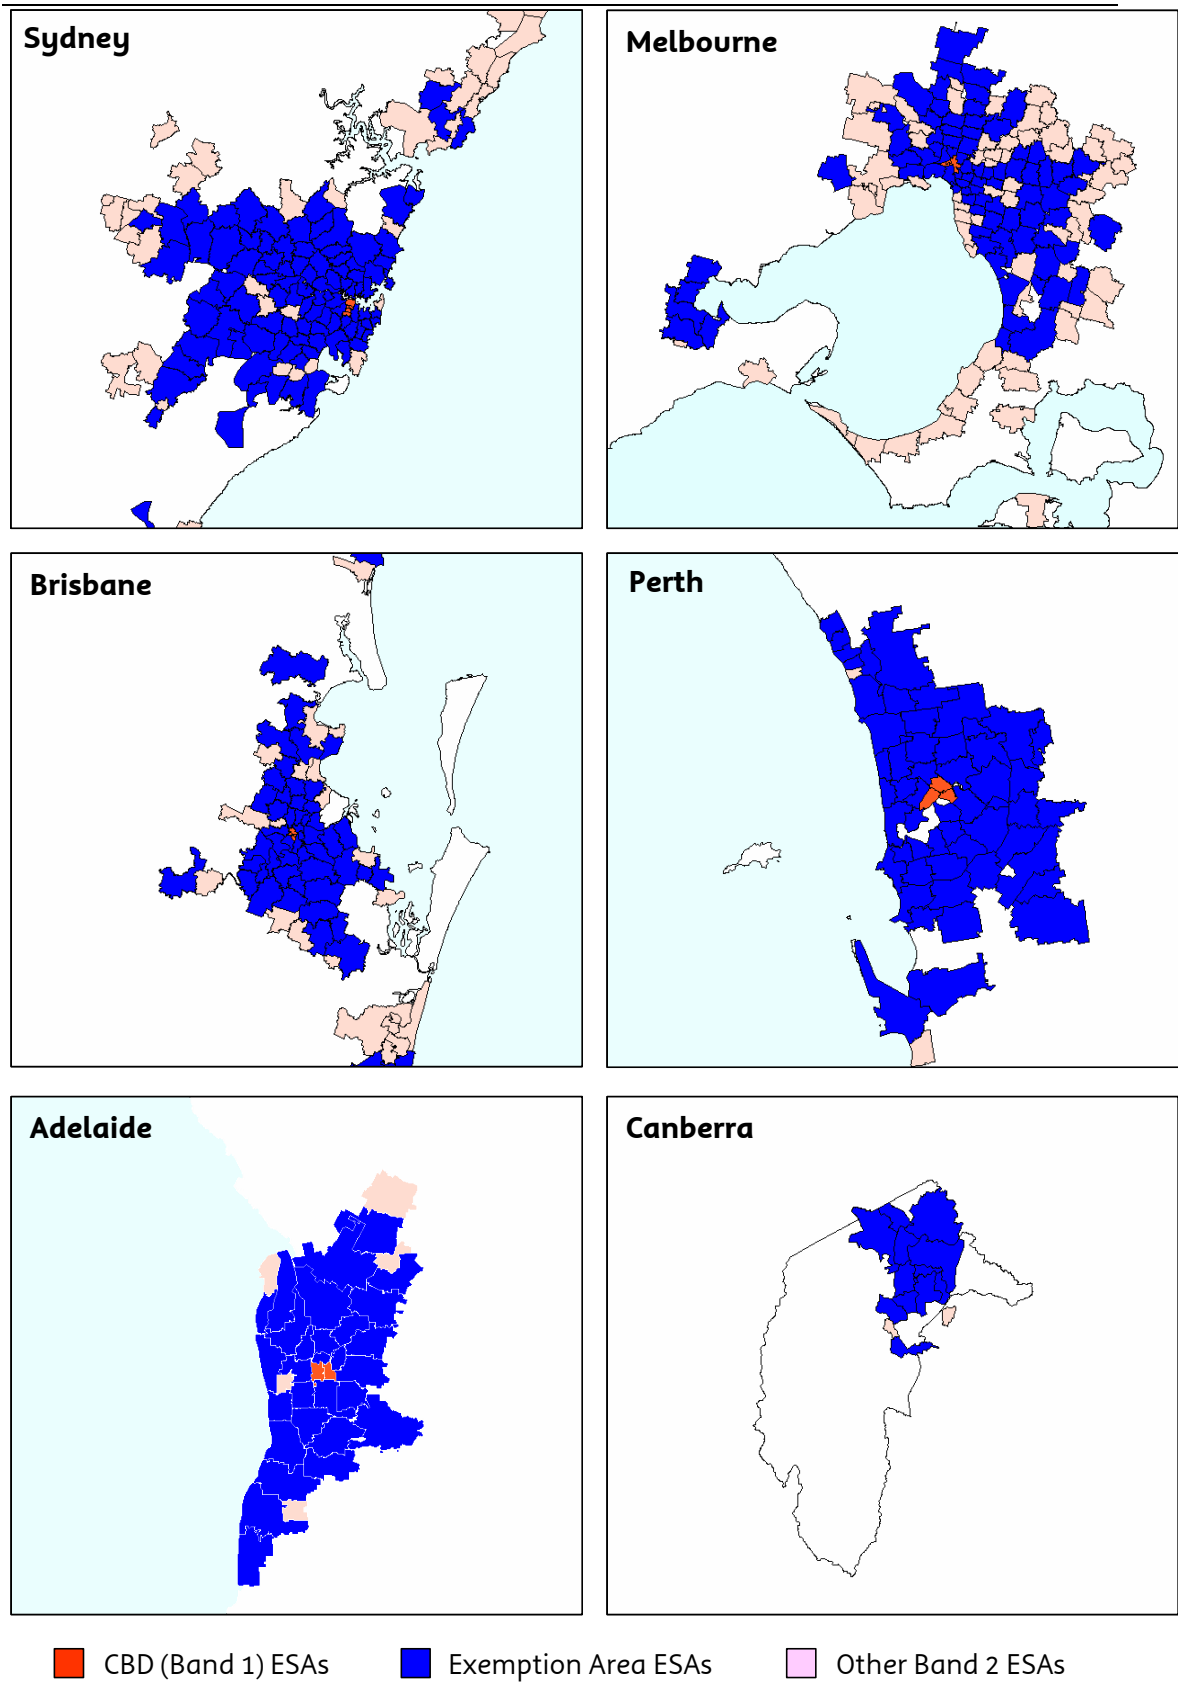 Sydney
Melbourne
Brisbane
Perth
Adelaide
Canberra
CBD (Band 1) ESAs
Exemption Area ESAs
Other Band 2 ESAs